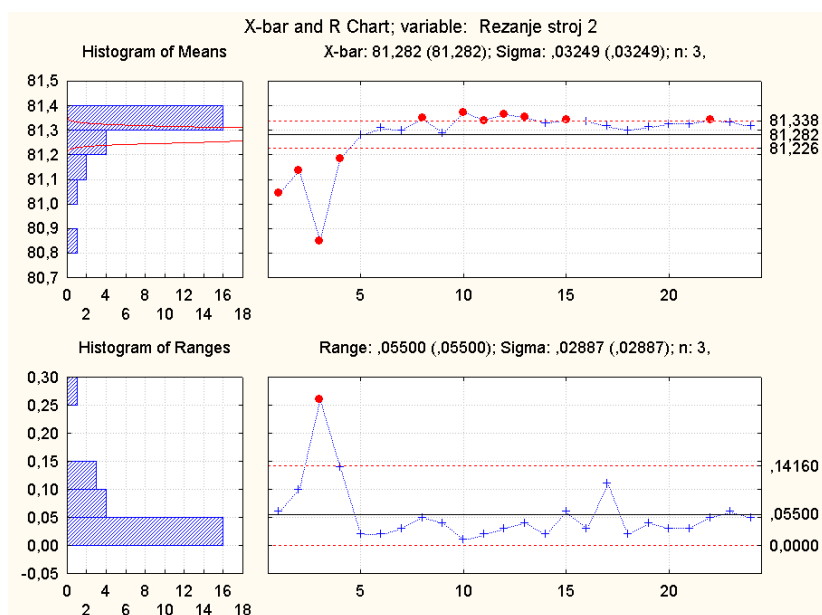 X-bar and R Chart; variable: Rezanje stroj 2
Histogram of Means
X-bar: 81,282 (81,282); Sigma: ,03249 (,03249); n: 3,
81,5
81,4
81,3
81,2
81,1
81,0
80,9
80,8
80,7
81,338
81,282
81,226
0 4 8 12 16
2 6 10 14 18
5 10 15 20
Histogram of Ranges
Range: ,05500 (,05500); Sigma: ,02887 (,02887); n: 3,
0.30
0.25
0.20
0.15
0.10
0.05
0.00
-0.05
,14160
,05500
0,0000
0 4 8 12 16
2 6 10 14 18
5 10 15 20